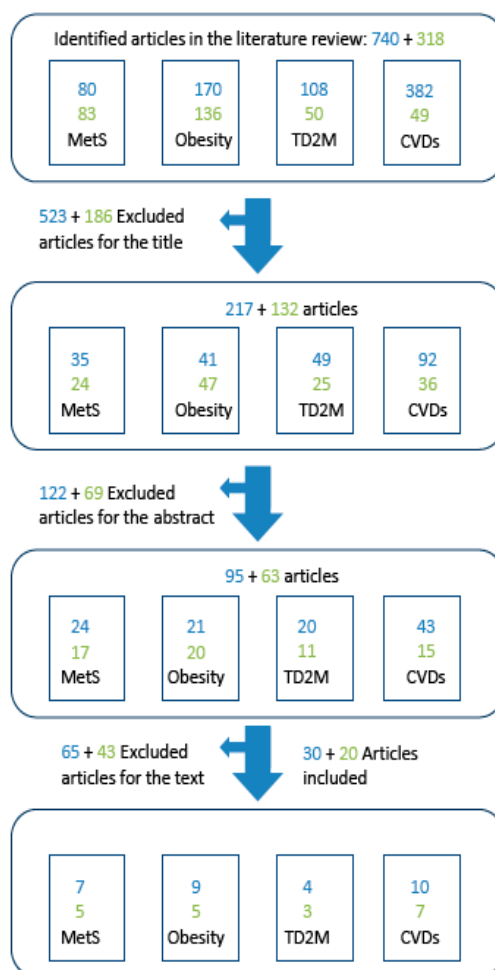 Identified articles in the literature review: 740 + 318
80 170 108 382
83 136 50 49
MetS Obesity TD2M CVDs
523 + 186 Excluded
articles for the title
217 + 132 articles
35 41 49 92
24 47 25 36
MetS Obesity TD2M CVDs
122 + 69 Excluded
articles for the abstract
95 + 63 articles
24 21 20 43
17 20 11 15
MetS Obesity TD2M CVDs
65 + 43 Excluded
articles for the text
30 + 20 Articles
included
7 9 4 10
5 5 3 7
MetS Obesity TD2M CVDs